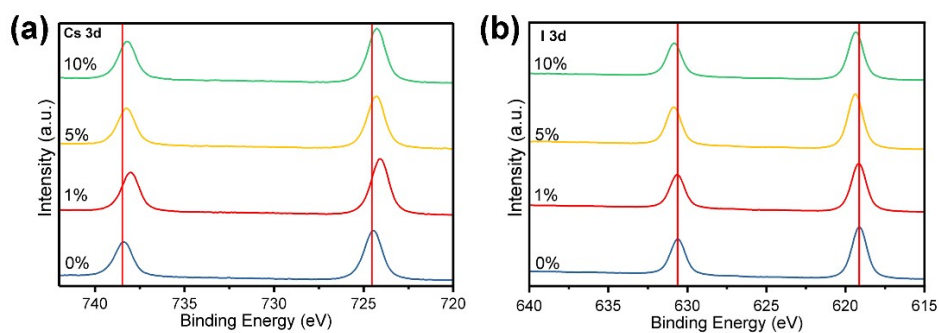 (a)
Cs 3d
10%
5%
1%
0%
Intensity (a.u.)
740 735 730 725 720
Binding Energy (eV)
(b)
I 3d
10%
5%
1%
0%
Intensity (a.u.)
640 635 630 625 620 615
Binding Energy (eV)